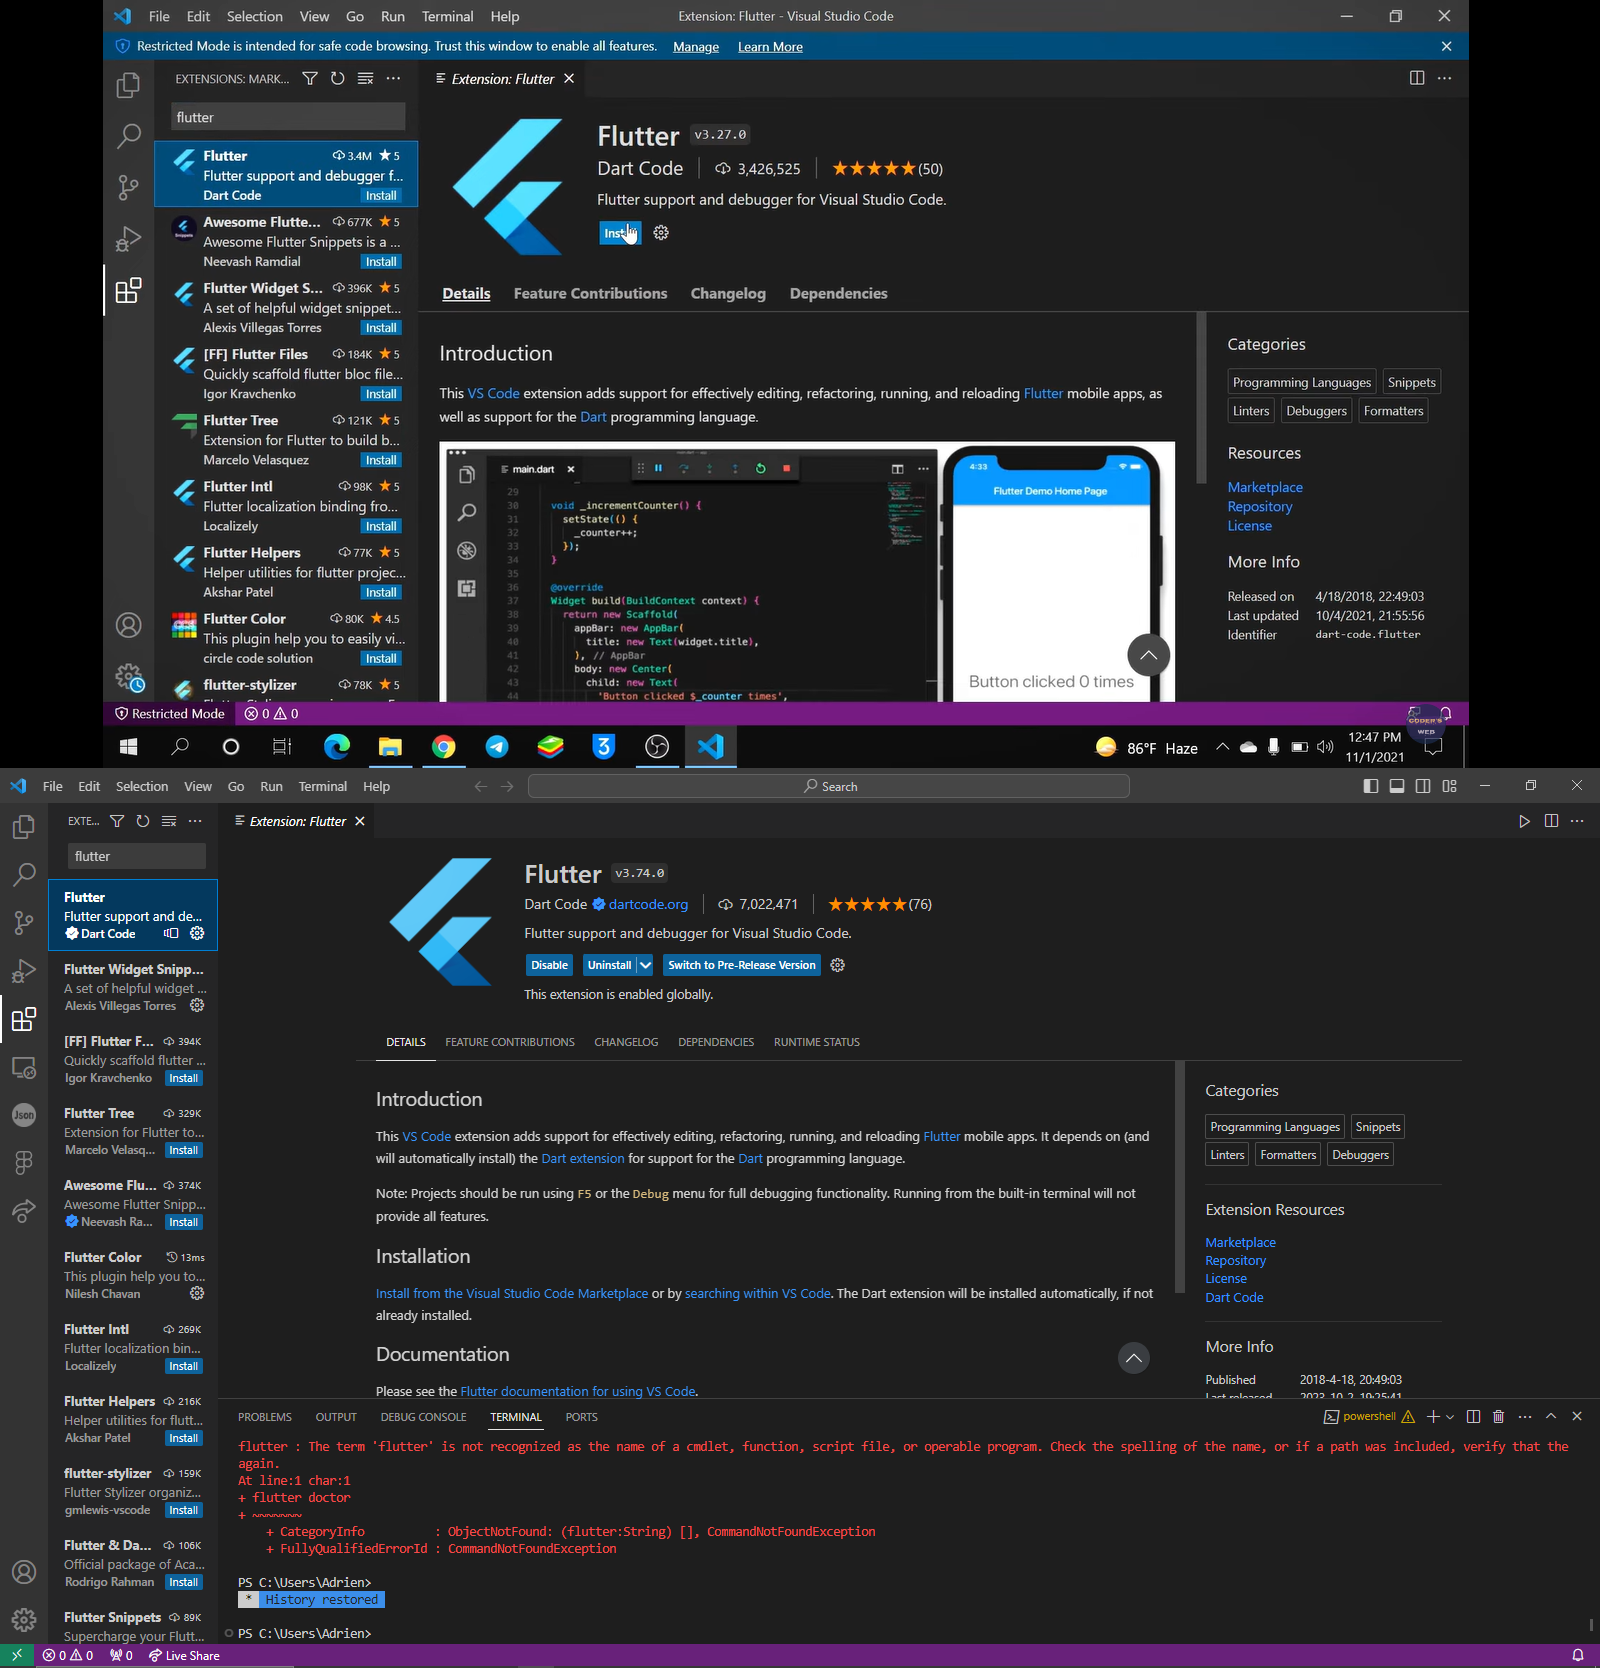 File Edit Selection View Go Run Terminal Help Extension: Flutter - Visual Studio Code
Restricted Mode is intended for safe code browsing. Trust this window to enable all features. Manage Learn More
EXTENSIONS: MARK...
flutter
Flutter 3.4M 5
Flutter support and debugger f...
Dart Code Install
Awesome Flutte... 677K 5
Awesome Flutter Snippets is a ...
Neevash Ramdial Install
Flutter Widget S... 396K 5
A set of helpful widget snippet...
Alexis Villegas Torres Install
[FF] Flutter Files 184K 5
Quickly scaffold flutter bloc file...
Igor Kravchenko Install
Flutter Tree 121K 5
Extension for Flutter to build b...
Marcelo Velasquez Install
Flutter Intl 98K 5
Flutter localization binding fro...
Localizely Install
Flutter Helpers 77K 5
Helper utilities for flutter projec...
Akshar Patel Install
Flutter Color 80K 4.5
This plugin help you to easily vi...
circle code solution Install
flutter-stylizer 78K 5
Extension: Flutter
Flutter v3.27.0
Dart Code 3,426,525 (50)
Flutter support and debugger for Visual Studio Code.
Details Feature Contributions Changelog Dependencies
Introduction
This VS Code extension adds support for effectively editing, refactoring, running, and reloading Flutter mobile apps, as
well as support for the Dart programming language.
main.dart
29
30 void _incrementCounter() {
31 setState(() {
32 _counter++;
33 });
34 }
35
36 @override
37 Widget build(BuildContext context) {
38 return new Scaffold(
39 appBar: new AppBar(
40 title: new Text(widget.title),
41 ), // AppBar
42 body: new Center(
43 child: new Text(
44 'Button clicked $_counter times',
4:33
Flutter Demo Home Page
Button clicked 0 times
Categories
Programming Languages Snippets
Linters Debuggers Formatters
Resources
Marketplace
Repository
License
More Info
Released on 4/18/2018, 22:49:03
Last updated 10/4/2021, 21:55:56
Identifier dart-code.flutter
Restricted Mode 0 0
CODER'S
WEB
86°F Haze 12:47 PM
11/1/2021
File Edit Selection View Go Run Terminal Help Search
EXTE...
flutter
Flutter
Flutter support and de...
Dart Code
Flutter Widget Snipp...
A set of helpful widget ...
Alexis Villegas Torres
[FF] Flutter F... 394K
Quickly scaffold flutter ...
Igor Kravchenko Install
Flutter Tree 329K
Extension for Flutter to...
Marcelo Velasq... Install
Awesome Flu... 374K
Awesome Flutter Snipp...
Neevash Ra... Install
Flutter Color 13ms
This plugin help you to...
Nilesh Chavan
Flutter Intl 269K
Flutter localization bin...
Localizely Install
Flutter Helpers 216K
Helper utilities for flutt...
Akshar Patel Install
flutter-stylizer 159K
Flutter Stylizer organiz...
gmlewis-vscode Install
Flutter & Da... 106K
Official package of Aca...
Rodrigo Rahman Install
Flutter Snippets 89K
Supercharge your Flutt...
Json
Extension: Flutter
Flutter v3.74.0
Dart Code dartcode.org 7,022,471 (76)
Flutter support and debugger for Visual Studio Code.
Disable Uninstall Switch to Pre-Release Version
This extension is enabled globally.
DETAILS FEATURE CONTRIBUTIONS CHANGELOG DEPENDENCIES RUNTIME STATUS
Introduction
This VS Code extension adds support for effectively editing, refactoring, running, and reloading Flutter mobile apps. It depends on (and
will automatically install) the Dart extension for support for the Dart programming language.
Note: Projects should be run using F5 or the Debug menu for full debugging functionality. Running from the built-in terminal will not
provide all features.
Installation
Install from the Visual Studio Code Marketplace or by searching within VS Code. The Dart extension will be installed automatically, if not
already installed.
Documentation
Please see the Flutter documentation for using VS Code.
Categories
Programming Languages Snippets
Linters Formatters Debuggers
Extension Resources
Marketplace
Repository
License
Dart Code
More Info
Published 2018-4-18, 20:49:03
Last released 2023-10-2, 19:25:41
PROBLEMS OUTPUT DEBUG CONSOLE TERMINAL PORTS powershell
flutter : The term 'flutter' is not recognized as the name of a cmdlet, function, script file, or operable program. Check the spelling of the name, or if a path was included, verify that the
again.
At line:1 char:1
+ flutter doctor
+ ~~~~~~~
+ CategoryInfo : ObjectNotFound: (flutter:String) [], CommandNotFoundException
+ FullyQualifiedErrorId : CommandNotFoundException
PS C:\Users\Adrien>
* History restored
PS C:\Users\Adrien>
0 0 0 Live Share